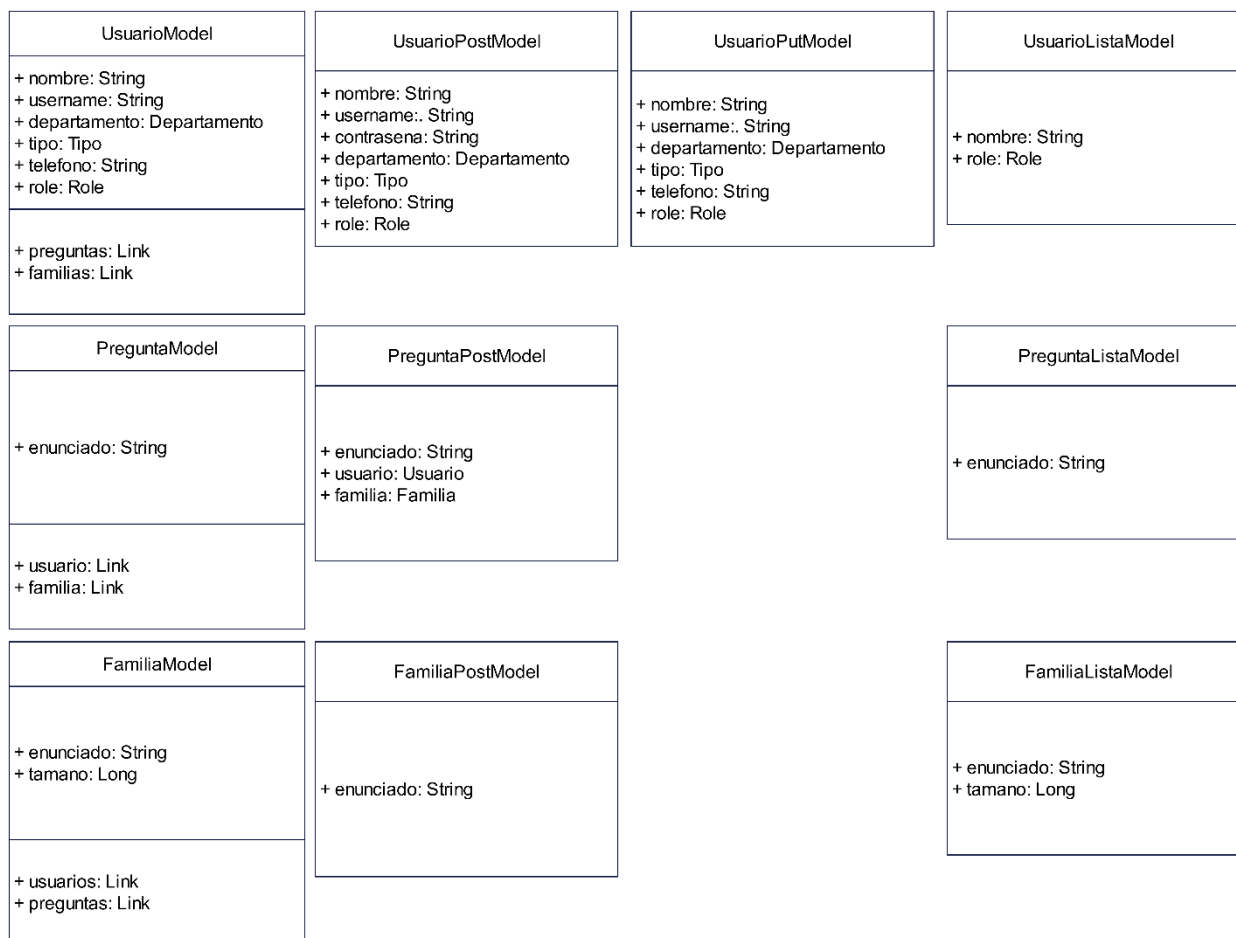 UsuarioModel
+ nombre: String
+ username: String
+ departamento: Departamento
+ tipo: Tipo
+ telefono: String
+ role: Role
+ preguntas: Link
+ familias: Link
UsuarioPostModel
+ nombre: String
+ username:. String
+ contrasena: String
+ departamento: Departamento
+ tipo: Tipo
+ telefono: String
+ role: Role
UsuarioPutModel
+ nombre: String
+ username:. String
+ departamento: Departamento
+ tipo: Tipo
+ telefono: String
+ role: Role
UsuarioListaModel
+ nombre: String
+ role: Role
PreguntaModel
+ enunciado: String
+ usuario: Link
+ familia: Link
PreguntaPostModel
+ enunciado: String
+ usuario: Usuario
+ familia: Familia
PreguntaListaModel
+ enunciado: String
FamiliaModel
+ enunciado: String
+ tamano: Long
+ usuarios: Link
+ preguntas: Link
FamiliaPostModel
+ enunciado: String
FamiliaListaModel
+ enunciado: String
+ tamano: Long